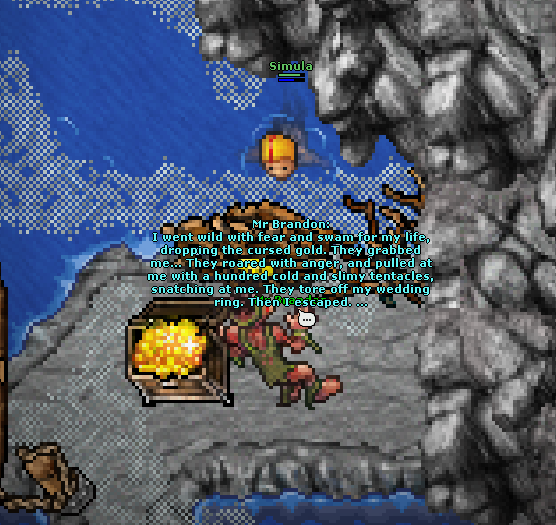 Simula
Mr Brandon:
I went wild with fear and swam for my life,
dropping the cursed gold. They grabbed
me... They roared with anger, and pulled at
me with a hundred cold and slimy tentacles,
snatching at me. They tore off my wedding
ring. Then I escaped. ...